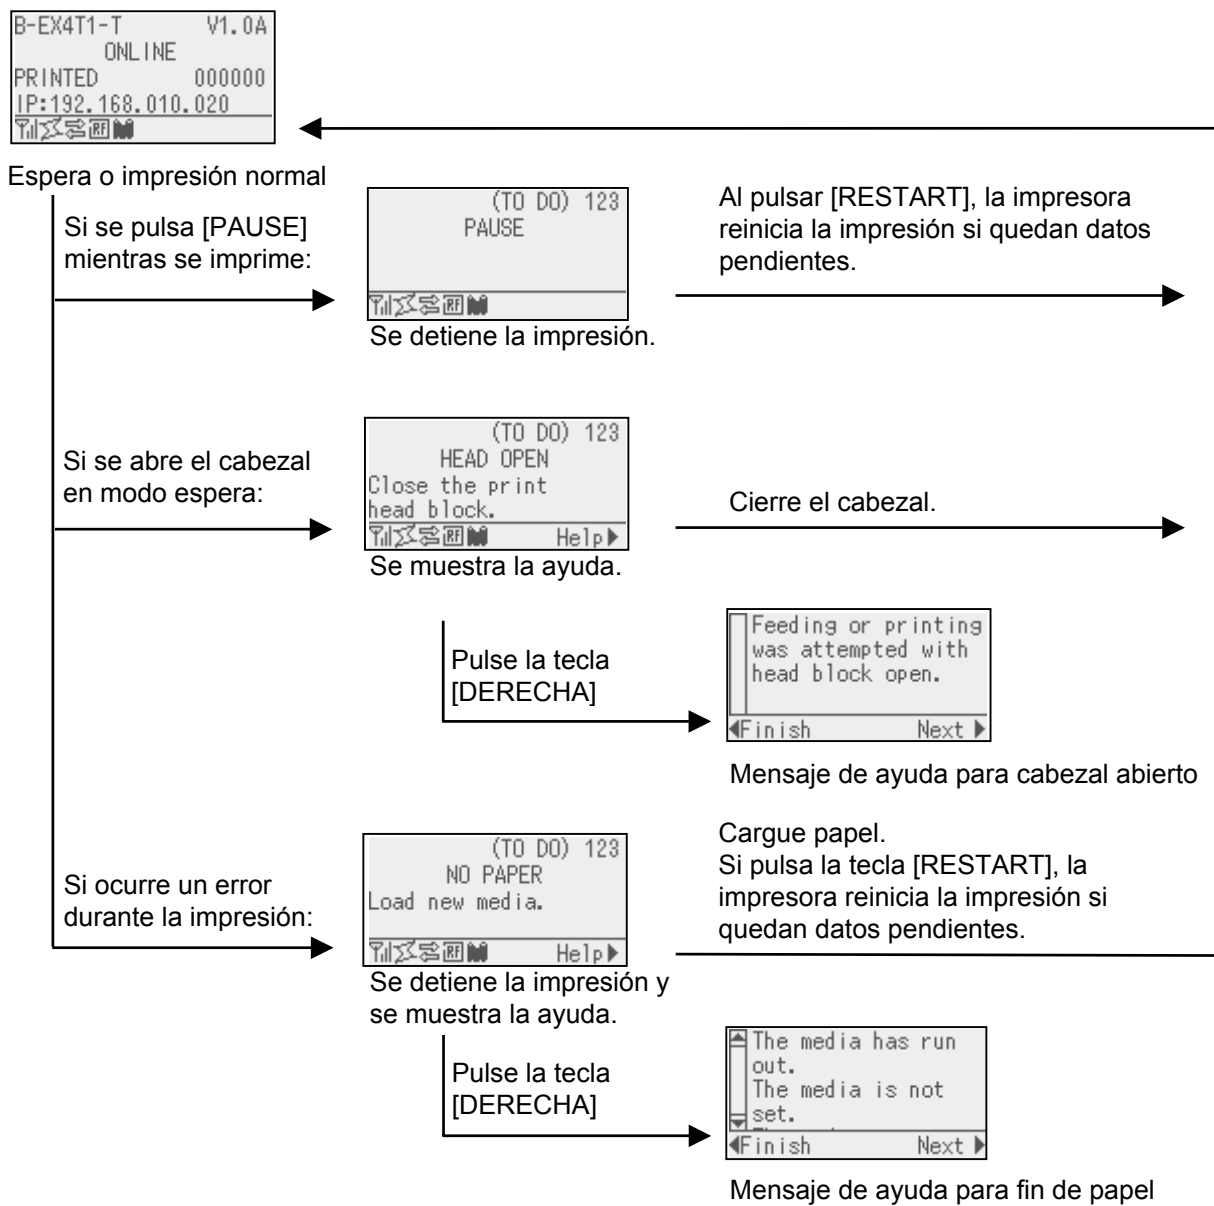 B-EX4T1-T V1.0A
ONLINE
PRINTED 000000
IP:192.168.010.020
RF
Espera o impresión normal
Si se pulsa [PAUSE]
mientras se imprime:
(TO DO) 123
PAUSE
RF
Se detiene la impresión.
Al pulsar [RESTART], la impresora
reinicia la impresión si quedan datos
pendientes.
Si se abre el cabezal
en modo espera:
(TO DO) 123
HEAD OPEN
Close the print
head block.
RF Help
Se muestra la ayuda.
Cierre el cabezal.
Pulse la tecla
[DERECHA]
Feeding or printing
was attempted with
head block open.
Finish Next
Mensaje de ayuda para cabezal abierto
Si ocurre un error
durante la impresión:
(TO DO) 123
NO PAPER
Load new media.
RF Help
Se detiene la impresión y
se muestra la ayuda.
Cargue papel.
Si pulsa la tecla [RESTART], la
impresora reinicia la impresión si
quedan datos pendientes.
Pulse la tecla
[DERECHA]
The media has run
out.
The media is not
set.
Finish Next
Mensaje de ayuda para fin de papel